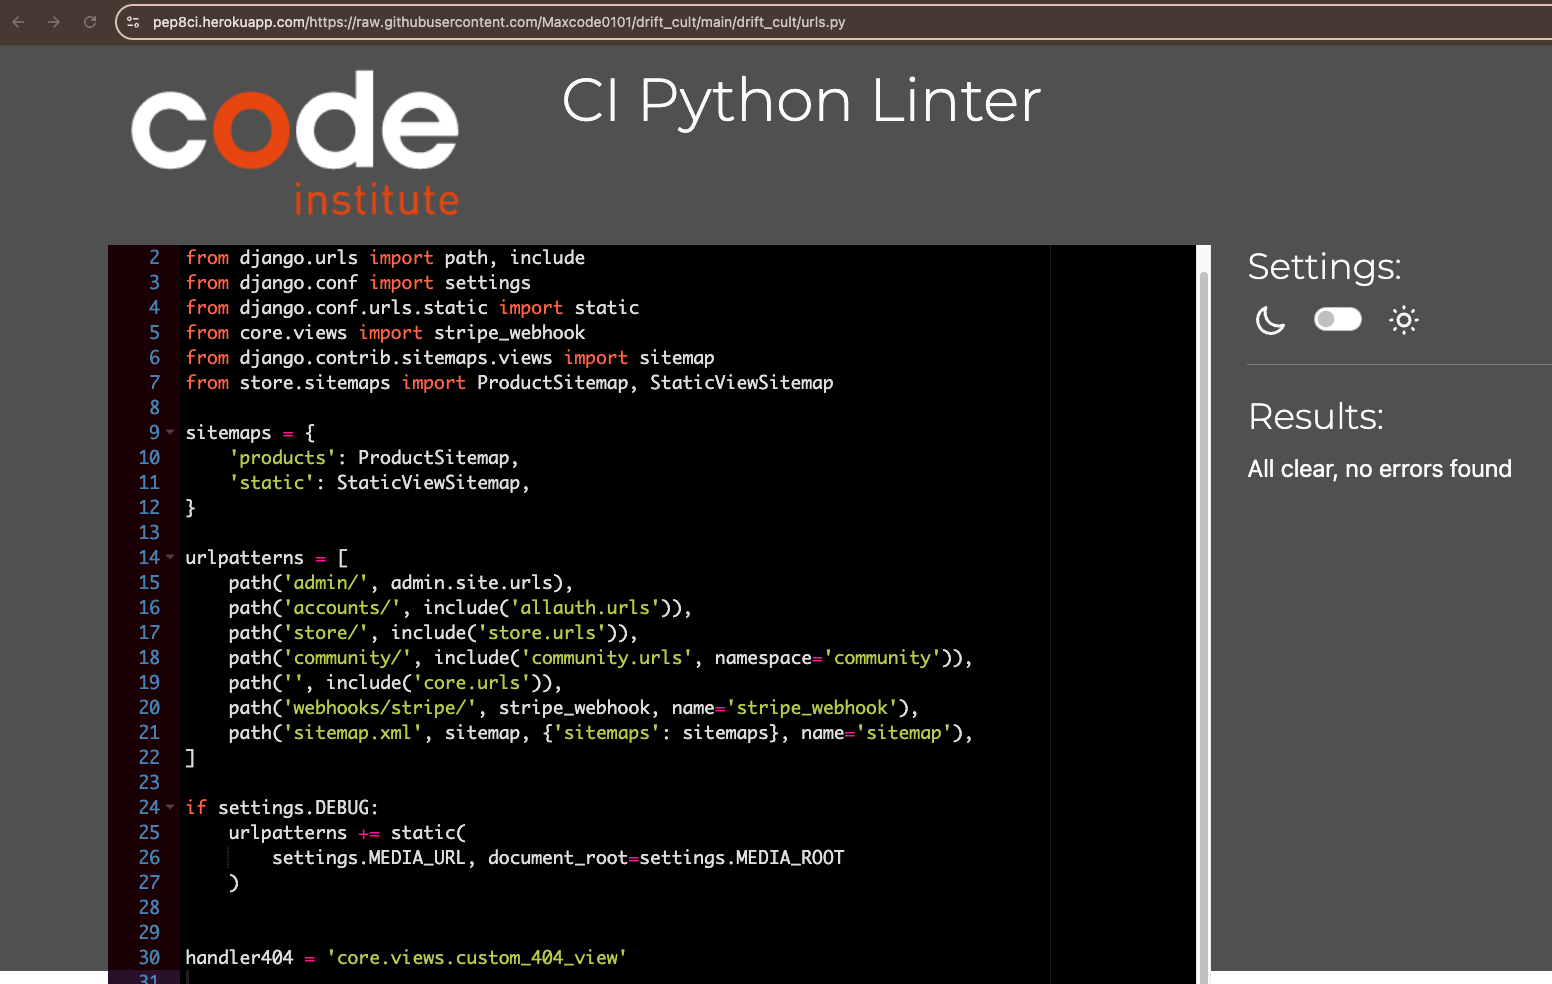 pep8ci.herokuapp.com/https://raw.githubusercontent.com/Maxcode0101/drift_cult/main/drift_cult/urls.py
code
institute
CI Python Linter
2 from django.urls import path, include
3 from django.conf import settings
4 from django.conf.urls.static import static
5 from core.views import stripe_webhook
6 from django.contrib.sitemaps.views import sitemap
7 from store.sitemaps import ProductSitemap, StaticViewSitemap
8
9 sitemaps = {
10     'products': ProductSitemap,
11     'static': StaticViewSitemap,
12 }
13
14 urlpatterns = [
15     path('admin/', admin.site.urls),
16     path('accounts/', include('allauth.urls')),
17     path('store/', include('store.urls')),
18     path('community/', include('community.urls', namespace='community')),
19     path('', include('core.urls')),
20     path('webhooks/stripe/', stripe_webhook, name='stripe_webhook'),
21     path('sitemap.xml', sitemap, {'sitemaps': sitemaps}, name='sitemap'),
22 ]
23
24 if settings.DEBUG:
25     urlpatterns += static(
26         settings.MEDIA_URL, document_root=settings.MEDIA_ROOT
27     )
28
29
30 handler404 = 'core.views.custom_404_view'
31
Settings:
Results:
All clear, no errors found